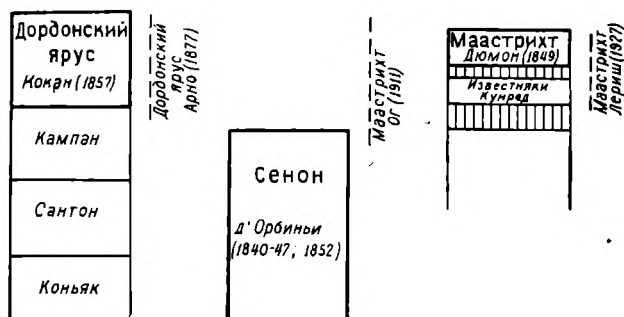 Дордонский
ярус
Кокан (1857)
Кампан
Сантон
Коньяк
Дордонский
ярус
Арно (1877)
Сенон
д'Орбиньи
(1840-47; 1852)
Маастрихт
Ог (1911)
Маастрихт
Дюмон (1849)
Известняки
Кунред
Маастрихт
Лериш (1927)